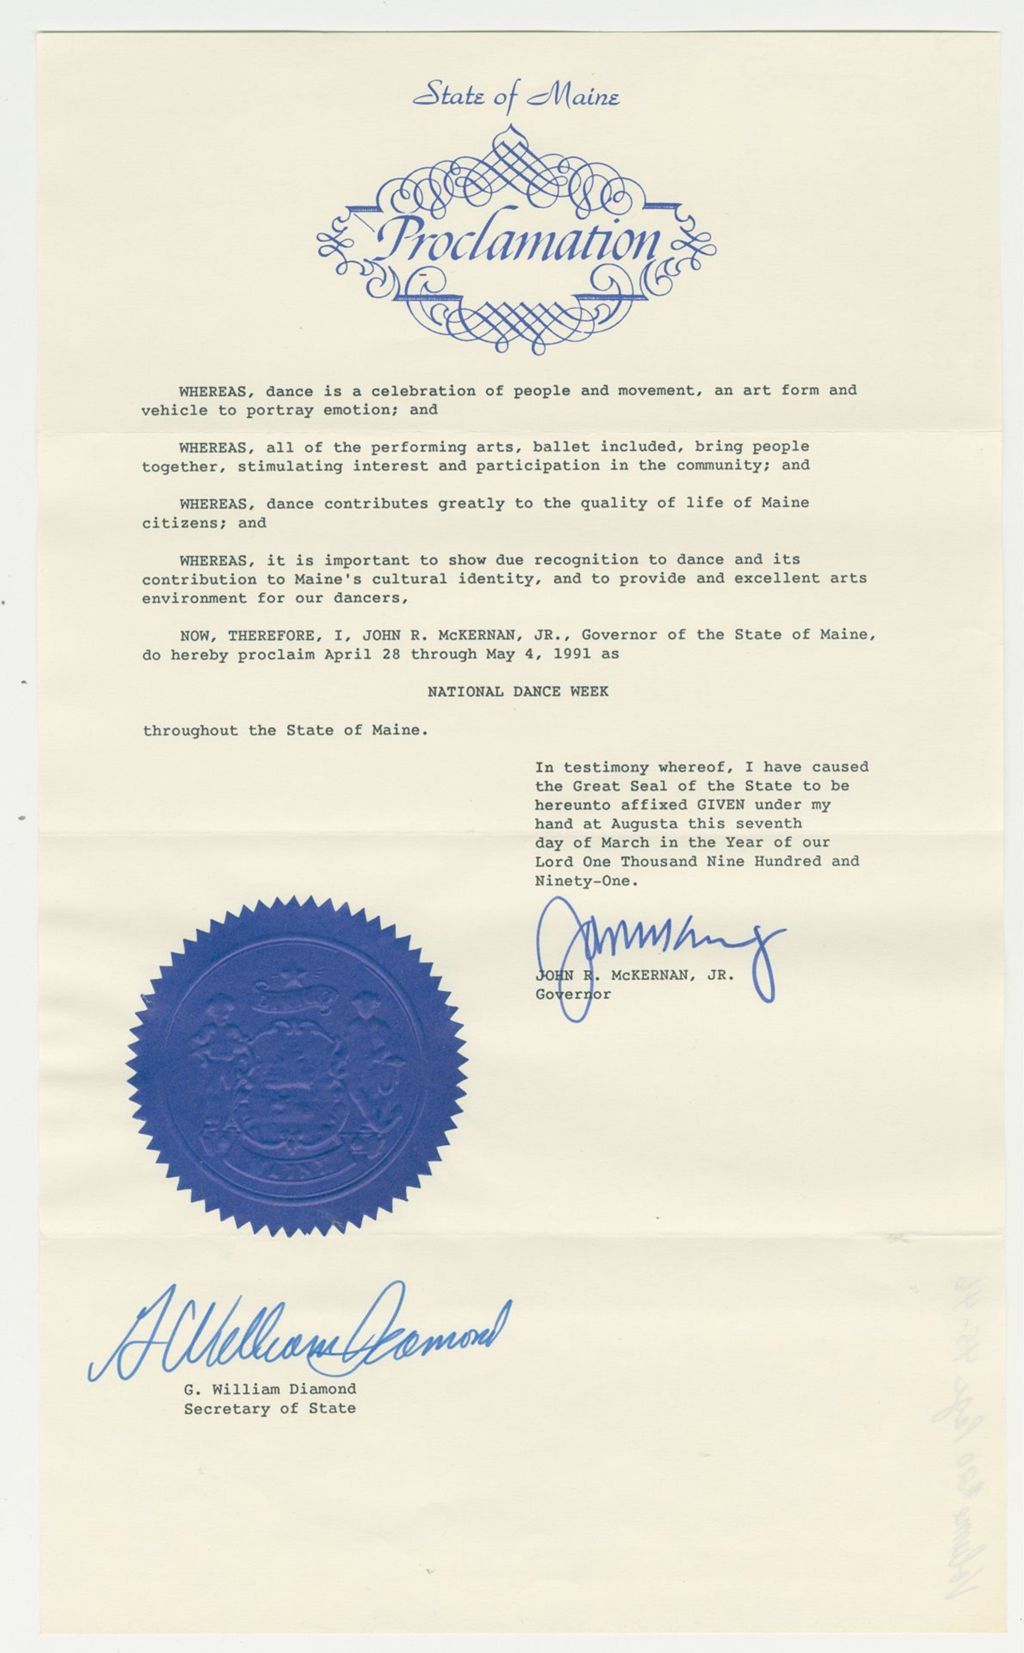 State of Maine
Proclamation
WHEREAS, dance is a celebration of people and movement, an art form and
vehicle to portray emotion; and
WHEREAS, all of the performing arts, ballet included, bring people
together, stimulating interest and participation in the community; and
WHEREAS, dance contributes greatly to the quality of life of Maine
citizens; and
WHEREAS, it is important to show due recognition to dance and its
contribution to Maine's cultural identity, and to provide and excellent arts
environment for our dancers,
NOW, THEREFORE, I, JOHN R. McKERNAN, JR., Governor of the State of Maine,
do hereby proclaim April 28 through May 4, 1991 as
NATIONAL DANCE WEEK
throughout the State of Maine.
In testimony whereof, I have caused
the Great Seal of the State to be
hereunto affixed GIVEN under my
hand at Augusta this seventh
day of March in the Year of our
Lord One Thousand Nine Hundred and
Ninety-One.
JOHN R. McKERNAN, JR.
Governor
G William Diamond
G. William Diamond
Secretary of State